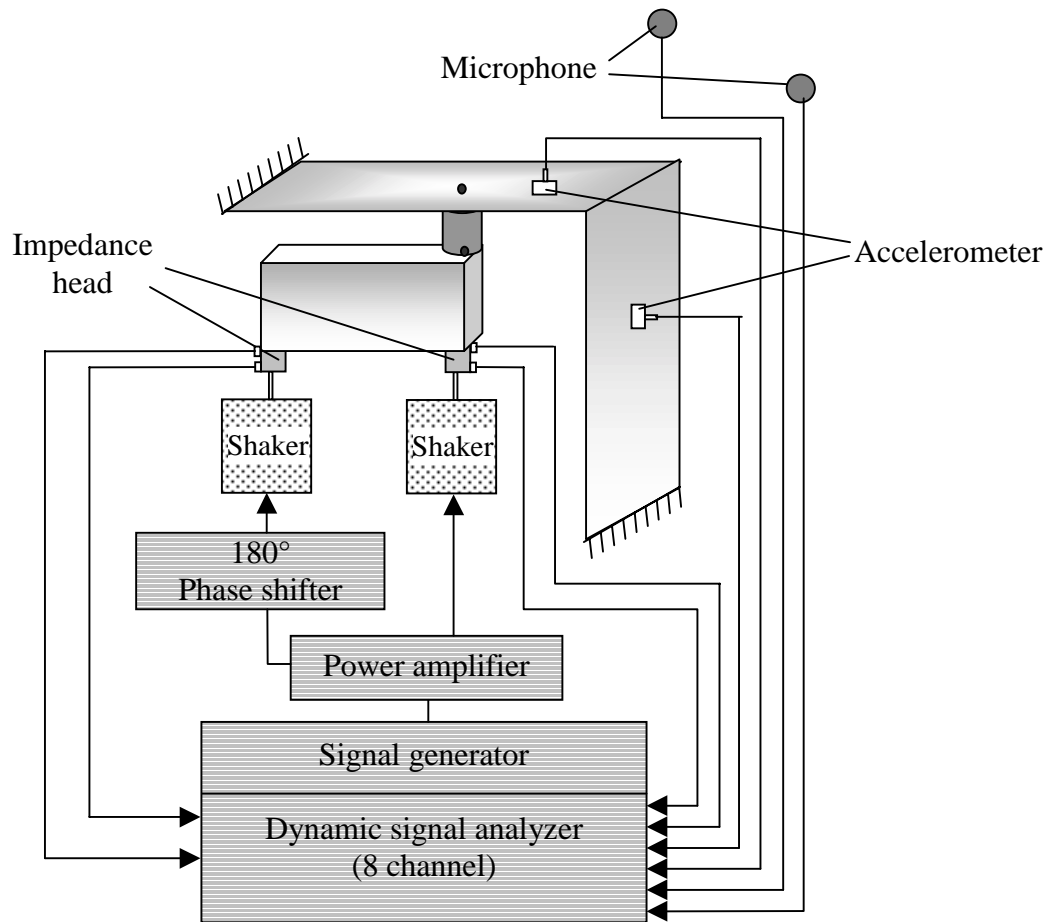 Microphone
Impedance
head
Accelerometer
Shaker
Shaker
180°
Phase shifter
Power amplifier
Signal generator
Dynamic signal analyzer
(8 channel)